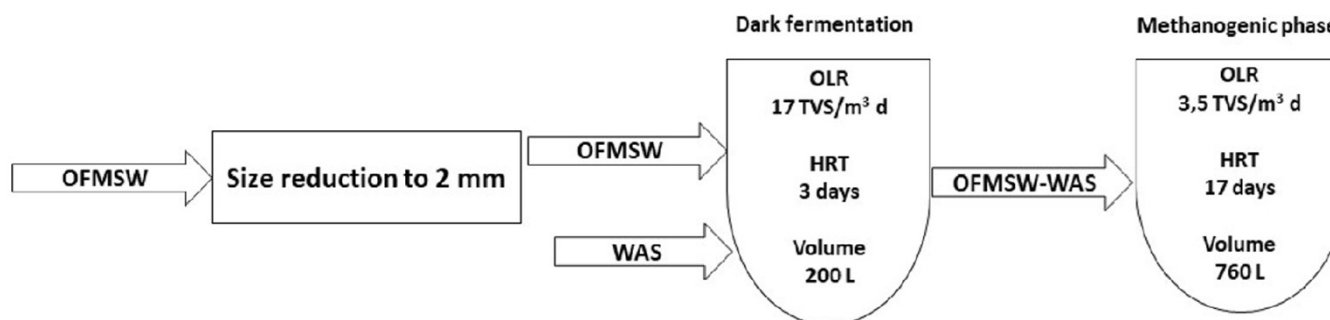 Dark fermentation
Methanogenic phase
OFMSW
Size reduction to 2 mm
OFMSW
WAS
OLR
17 TVS/m³ d
HRT
3 days
Volume
200 L
OFMSW-WAS
OLR
3,5 TVS/m³ d
HRT
17 days
Volume
760 L